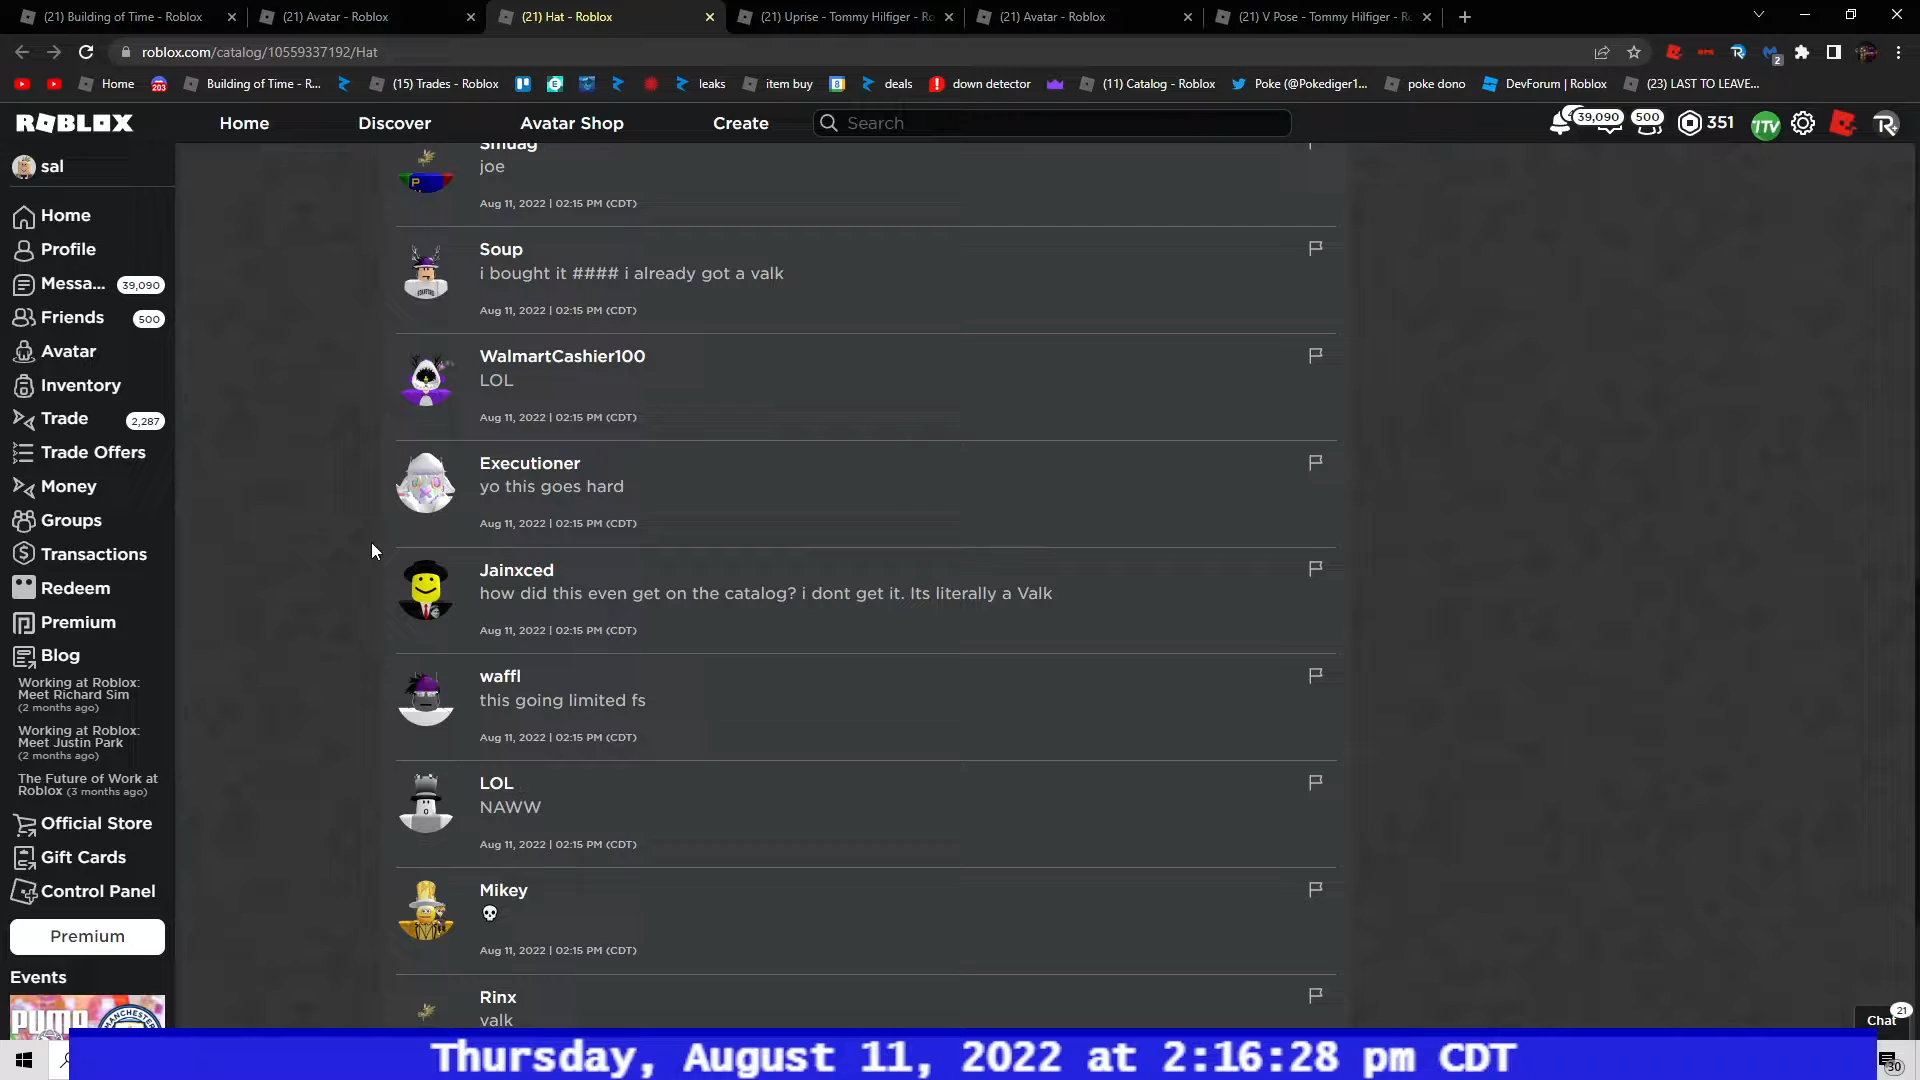 (21) Building of Time - Roblox
(21) Avatar - Roblox
(21) Hat - Roblox
(21) Uprise - Tommy Hilfiger - Ro
(21) Avatar - Roblox
(21) V Pose - Tommy Hilfiger - Ro
roblox.com/catalog/10559337192/Hat
2
Home
203
Building of Time - R...
(15) Trades - Roblox
leaks
item buy
8
deals
down detector
(11) Catalog - Roblox
Poke (@Pokediger1...
poke dono
DevForum | Roblox
(23) LAST TO LEAVE...
ROBLOX
Home
Discover
Avatar Shop
Create
Search
39,090
500
351
1TV
R+
sal
Home
Profile
Messa...
39,090
Friends
500
Avatar
Inventory
Trade
2,287
Trade Offers
Money
Groups
Transactions
Redeem
Premium
Blog
Working at Roblox:
Meet Richard Sim
(2 months ago)
Working at Roblox:
Meet Justin Park
(2 months ago)
The Future of Work at
Roblox (3 months ago)
Official Store
Gift Cards
Control Panel
Premium
Events
PUMA
MANCHESTER
Smuag
joe
Aug 11, 2022 | 02:15 PM (CDT)
Soup
i bought it #### i already got a valk
Aug 11, 2022 | 02:15 PM (CDT)
WalmartCashier100
LOL
Aug 11, 2022 | 02:15 PM (CDT)
Executioner
yo this goes hard
Aug 11, 2022 | 02:15 PM (CDT)
Jainxced
how did this even get on the catalog? i dont get it. Its literally a Valk
Aug 11, 2022 | 02:15 PM (CDT)
waffl
this going limited fs
Aug 11, 2022 | 02:15 PM (CDT)
LOL
NAWW
Aug 11, 2022 | 02:15 PM (CDT)
Mikey
💀
Aug 11, 2022 | 02:15 PM (CDT)
Rinx
valk
Chat
21
Thursday, August 11, 2022 at 2:16:28 pm CDT
30